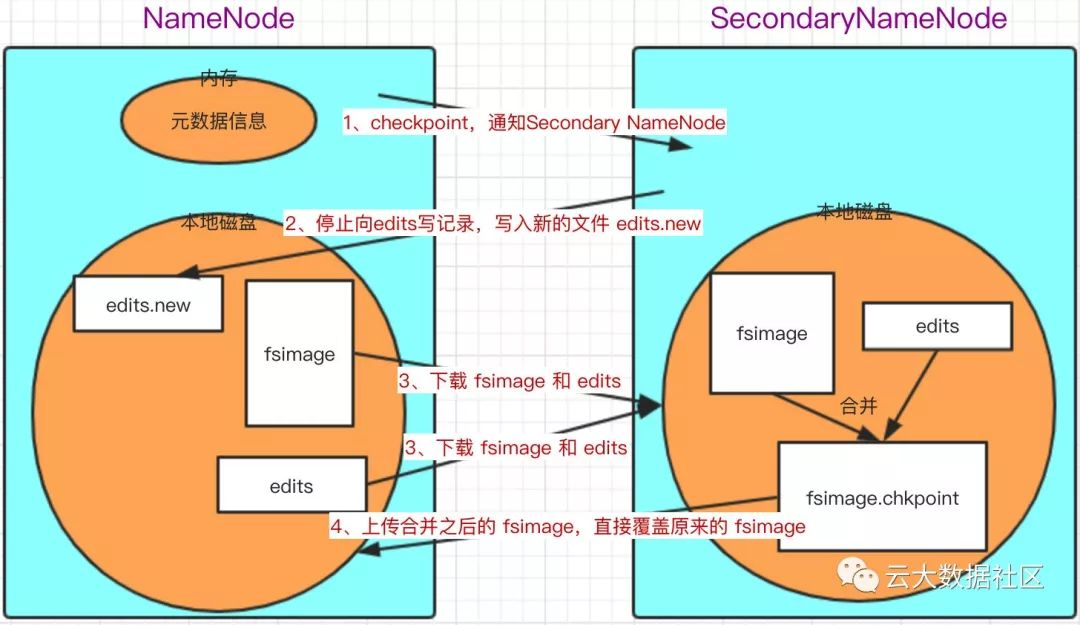 NameNode
SecondaryNameNode
内存
元数据信息
1、checkpoint，通知Secondary NameNode
2、停止向edits写记录，写入新的文件 edits.new
本地磁盘
本地磁盘
edits.new
fsimage
fsimage
edits
3、下载 fsimage 和 edits
合并
3、下载 fsimage 和 edits
edits
fsimage.chkpoint
4、上传合并之后的 fsimage，直接覆盖原来的 fsimage
云大数据社区